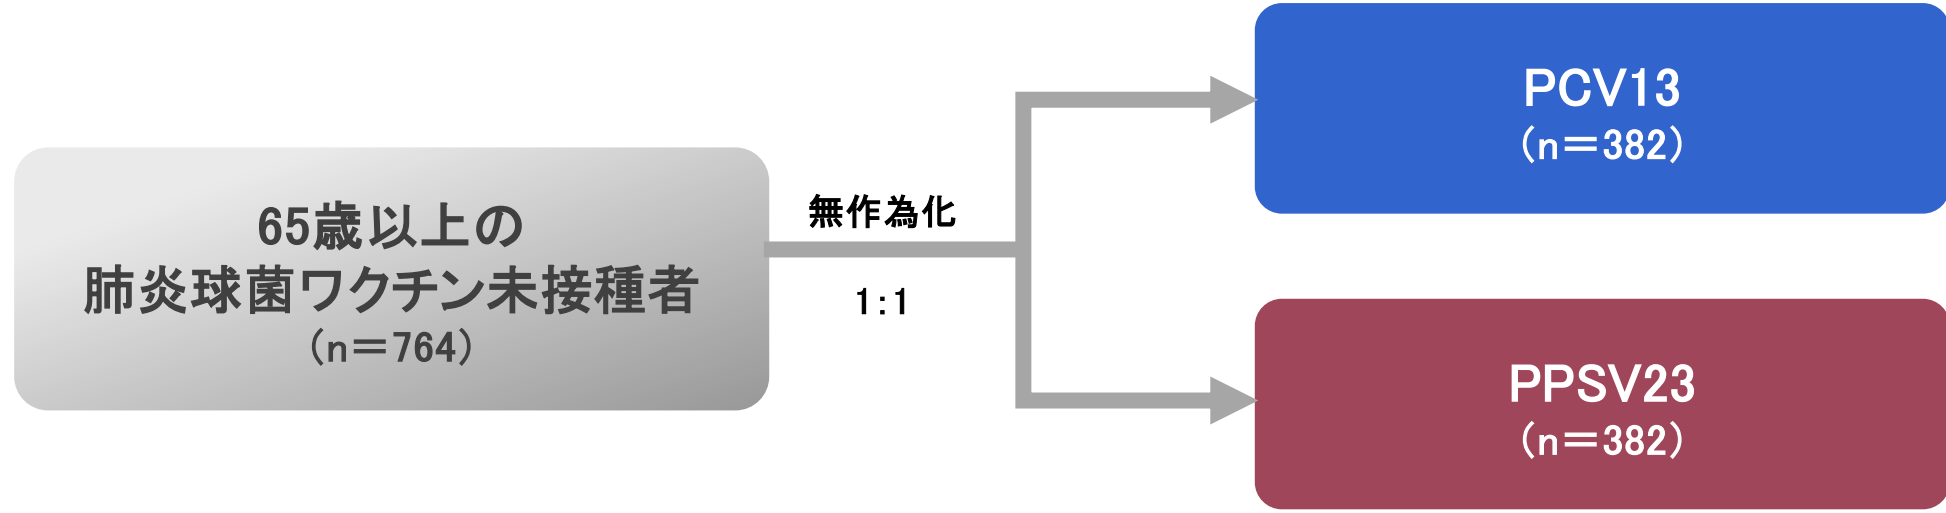 65歳以上の
肺炎球菌ワクチン未接種者
（n＝764）
無作為化
1：1
PCV13
（n＝382）
PPSV23
（n＝382）